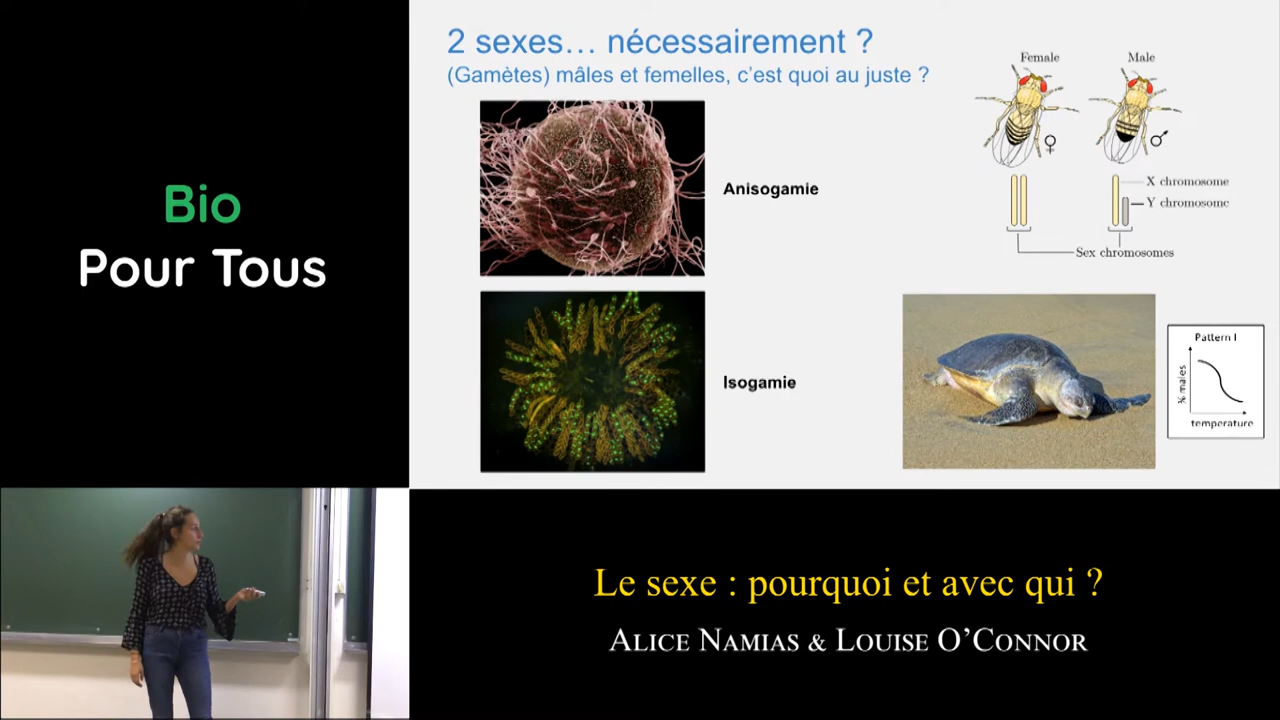 Bio
Pour Tous
2 sexes… nécessairement ?
(Gamètes) mâles et femelles, c'est quoi au juste ?
Anisogamie
Isogamie
Female
Male
♀
♂
X chromosome
Y chromosome
Sex chromosomes
Pattern I
% males
temperature
Le sexe : pourquoi et avec qui ?
ALICE NAMIAS & LOUISE O'CONNOR